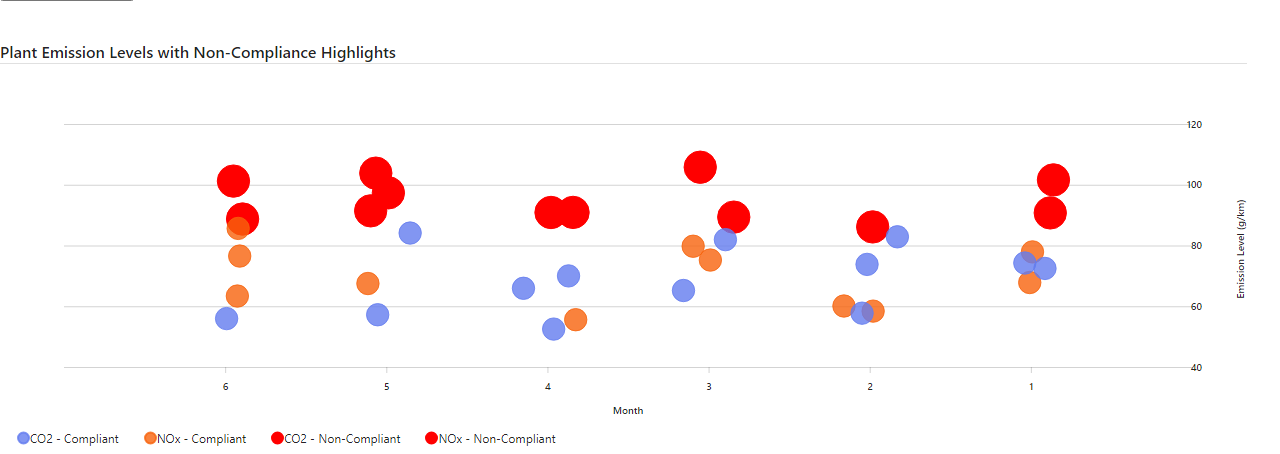 Plant Emission Levels with Non-Compliance Highlights
120
100
80
60
40
Emission Level (g/km)
6 5 4 3 2 1
Month
CO2 - Compliant NOx - Compliant CO2 - Non-Compliant NOx - Non-Compliant